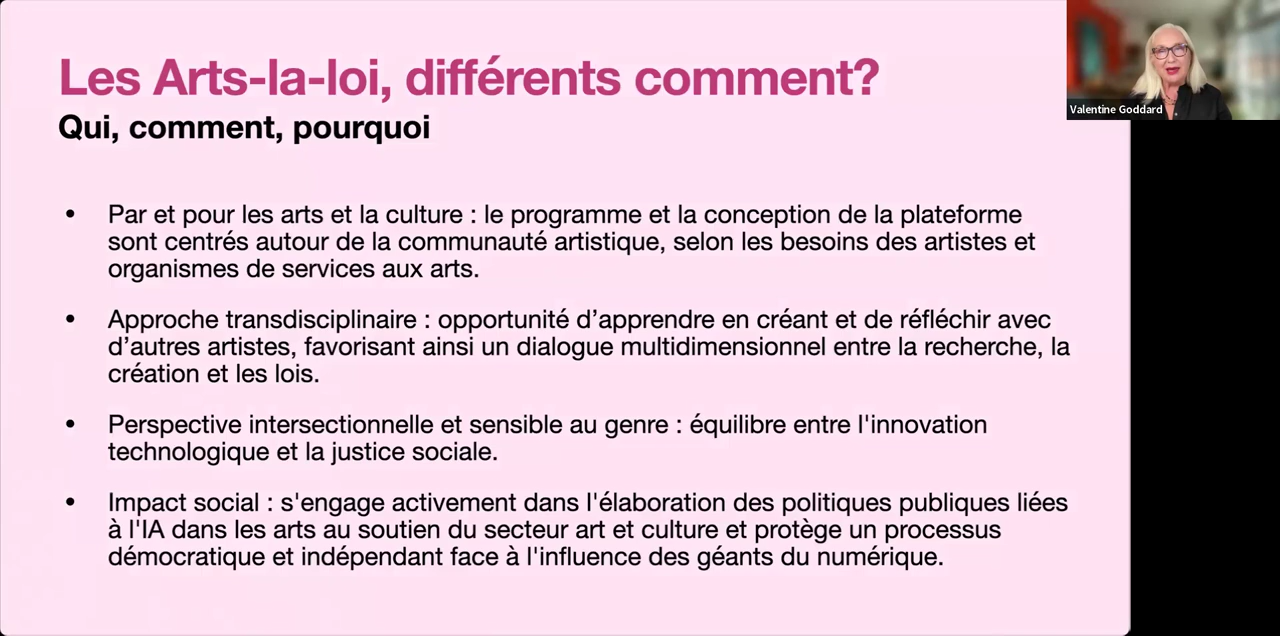 Les Arts-la-loi, différents comment?
Qui, comment, pourquoi
Valentine Goddard
• Par et pour les arts et la culture : le programme et la conception de la plateforme
sont centrés autour de la communauté artistique, selon les besoins des artistes et
organismes de services aux arts.
• Approche transdisciplinaire : opportunité d’apprendre en créant et de réfléchir avec
d’autres artistes, favorisant ainsi un dialogue multidimensionnel entre la recherche, la
création et les lois.
• Perspective intersectionnelle et sensible au genre : équilibre entre l'innovation
technologique et la justice sociale.
• Impact social : s'engage activement dans l'élaboration des politiques publiques liées
à l'IA dans les arts au soutien du secteur art et culture et protège un processus
démocratique et indépendant face à l'influence des géants du numérique.